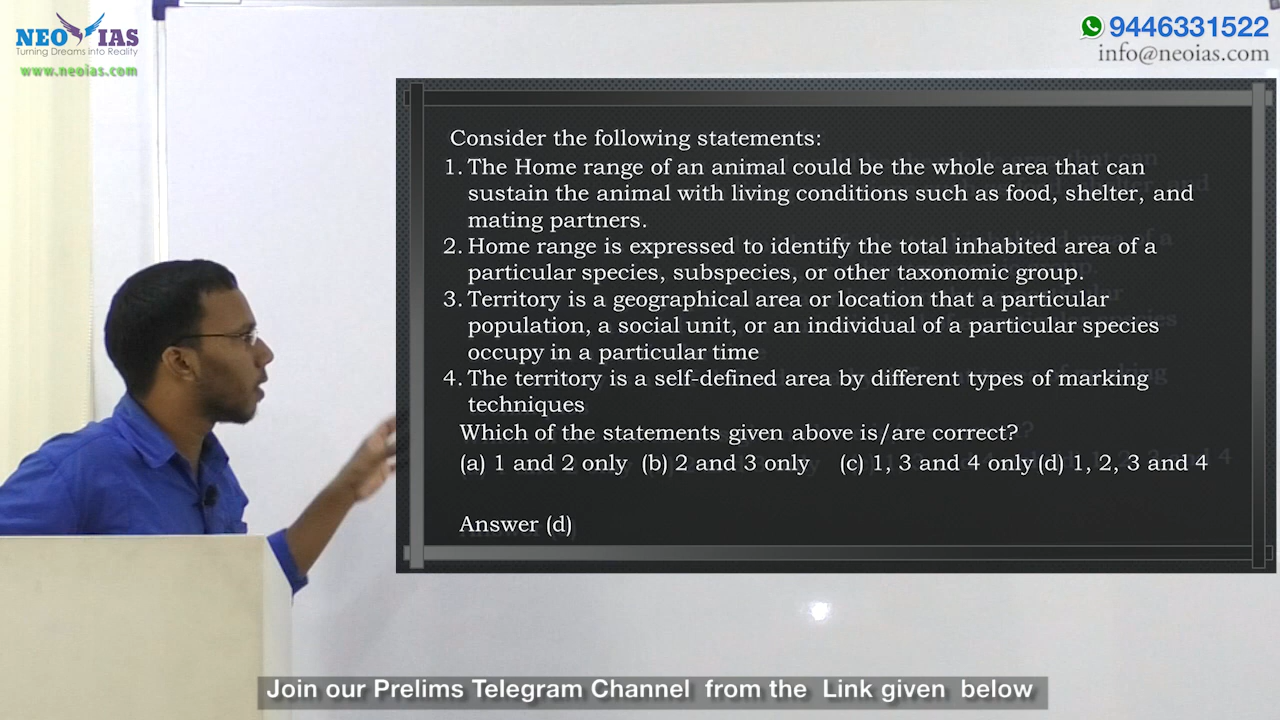 NEO IAS
Turning Dreams into Reality
www.neoias.com
9446331522
info@neoias.com
Consider the following statements:
1. The Home range of an animal could be the whole area that can
sustain the animal with living conditions such as food, shelter, and
mating partners.
2. Home range is expressed to identify the total inhabited area of a
particular species, subspecies, or other taxonomic group.
3. Territory is a geographical area or location that a particular
population, a social unit, or an individual of a particular species
occupy in a particular time
4. The territory is a self-defined area by different types of marking
techniques
Which of the statements given above is/are correct?
(a) 1 and 2 only (b) 2 and 3 only (c) 1, 3 and 4 only (d) 1, 2, 3 and 4
Answer (d)
Join our Prelims Telegram Channel from the Link given below